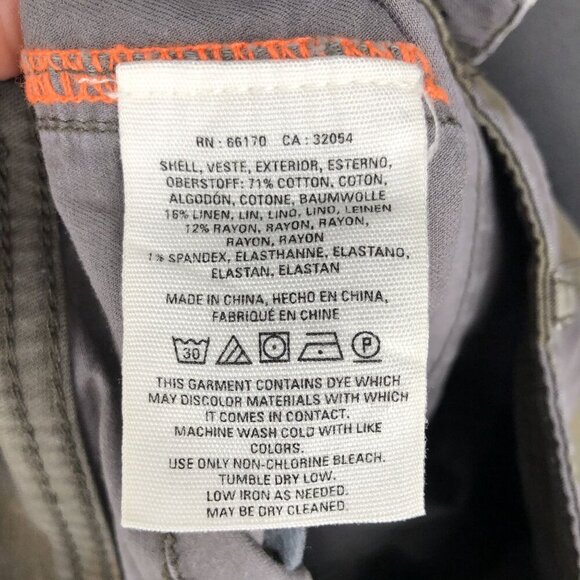 RN : 66170 CA : 32054
SHELL, VESTE, EXTERIOR, ESTERNO,
OBERSTOFF: 71% COTTON, COTON,
ALGODÓN, COTONE, BAUMWOLLE
16% LINEN, LIN, LINO, LINO, LEINEN
12% RAYON, RAYON, RAYON,
RAYON, RAYON
1% SPANDEX, ELASTHANNE, ELASTANO,
ELASTAN, ELASTAN
MADE IN CHINA, HECHO EN CHINA,
FABRIQUÉ EN CHINE
30 P
THIS GARMENT CONTAINS DYE WHICH
MAY DISCOLOR MATERIALS WITH WHICH
IT COMES IN CONTACT.
MACHINE WASH COLD WITH LIKE
COLORS.
USE ONLY NON-CHLORINE BLEACH.
TUMBLE DRY LOW.
LOW IRON AS NEEDED.
MAY BE DRY CLEANED.